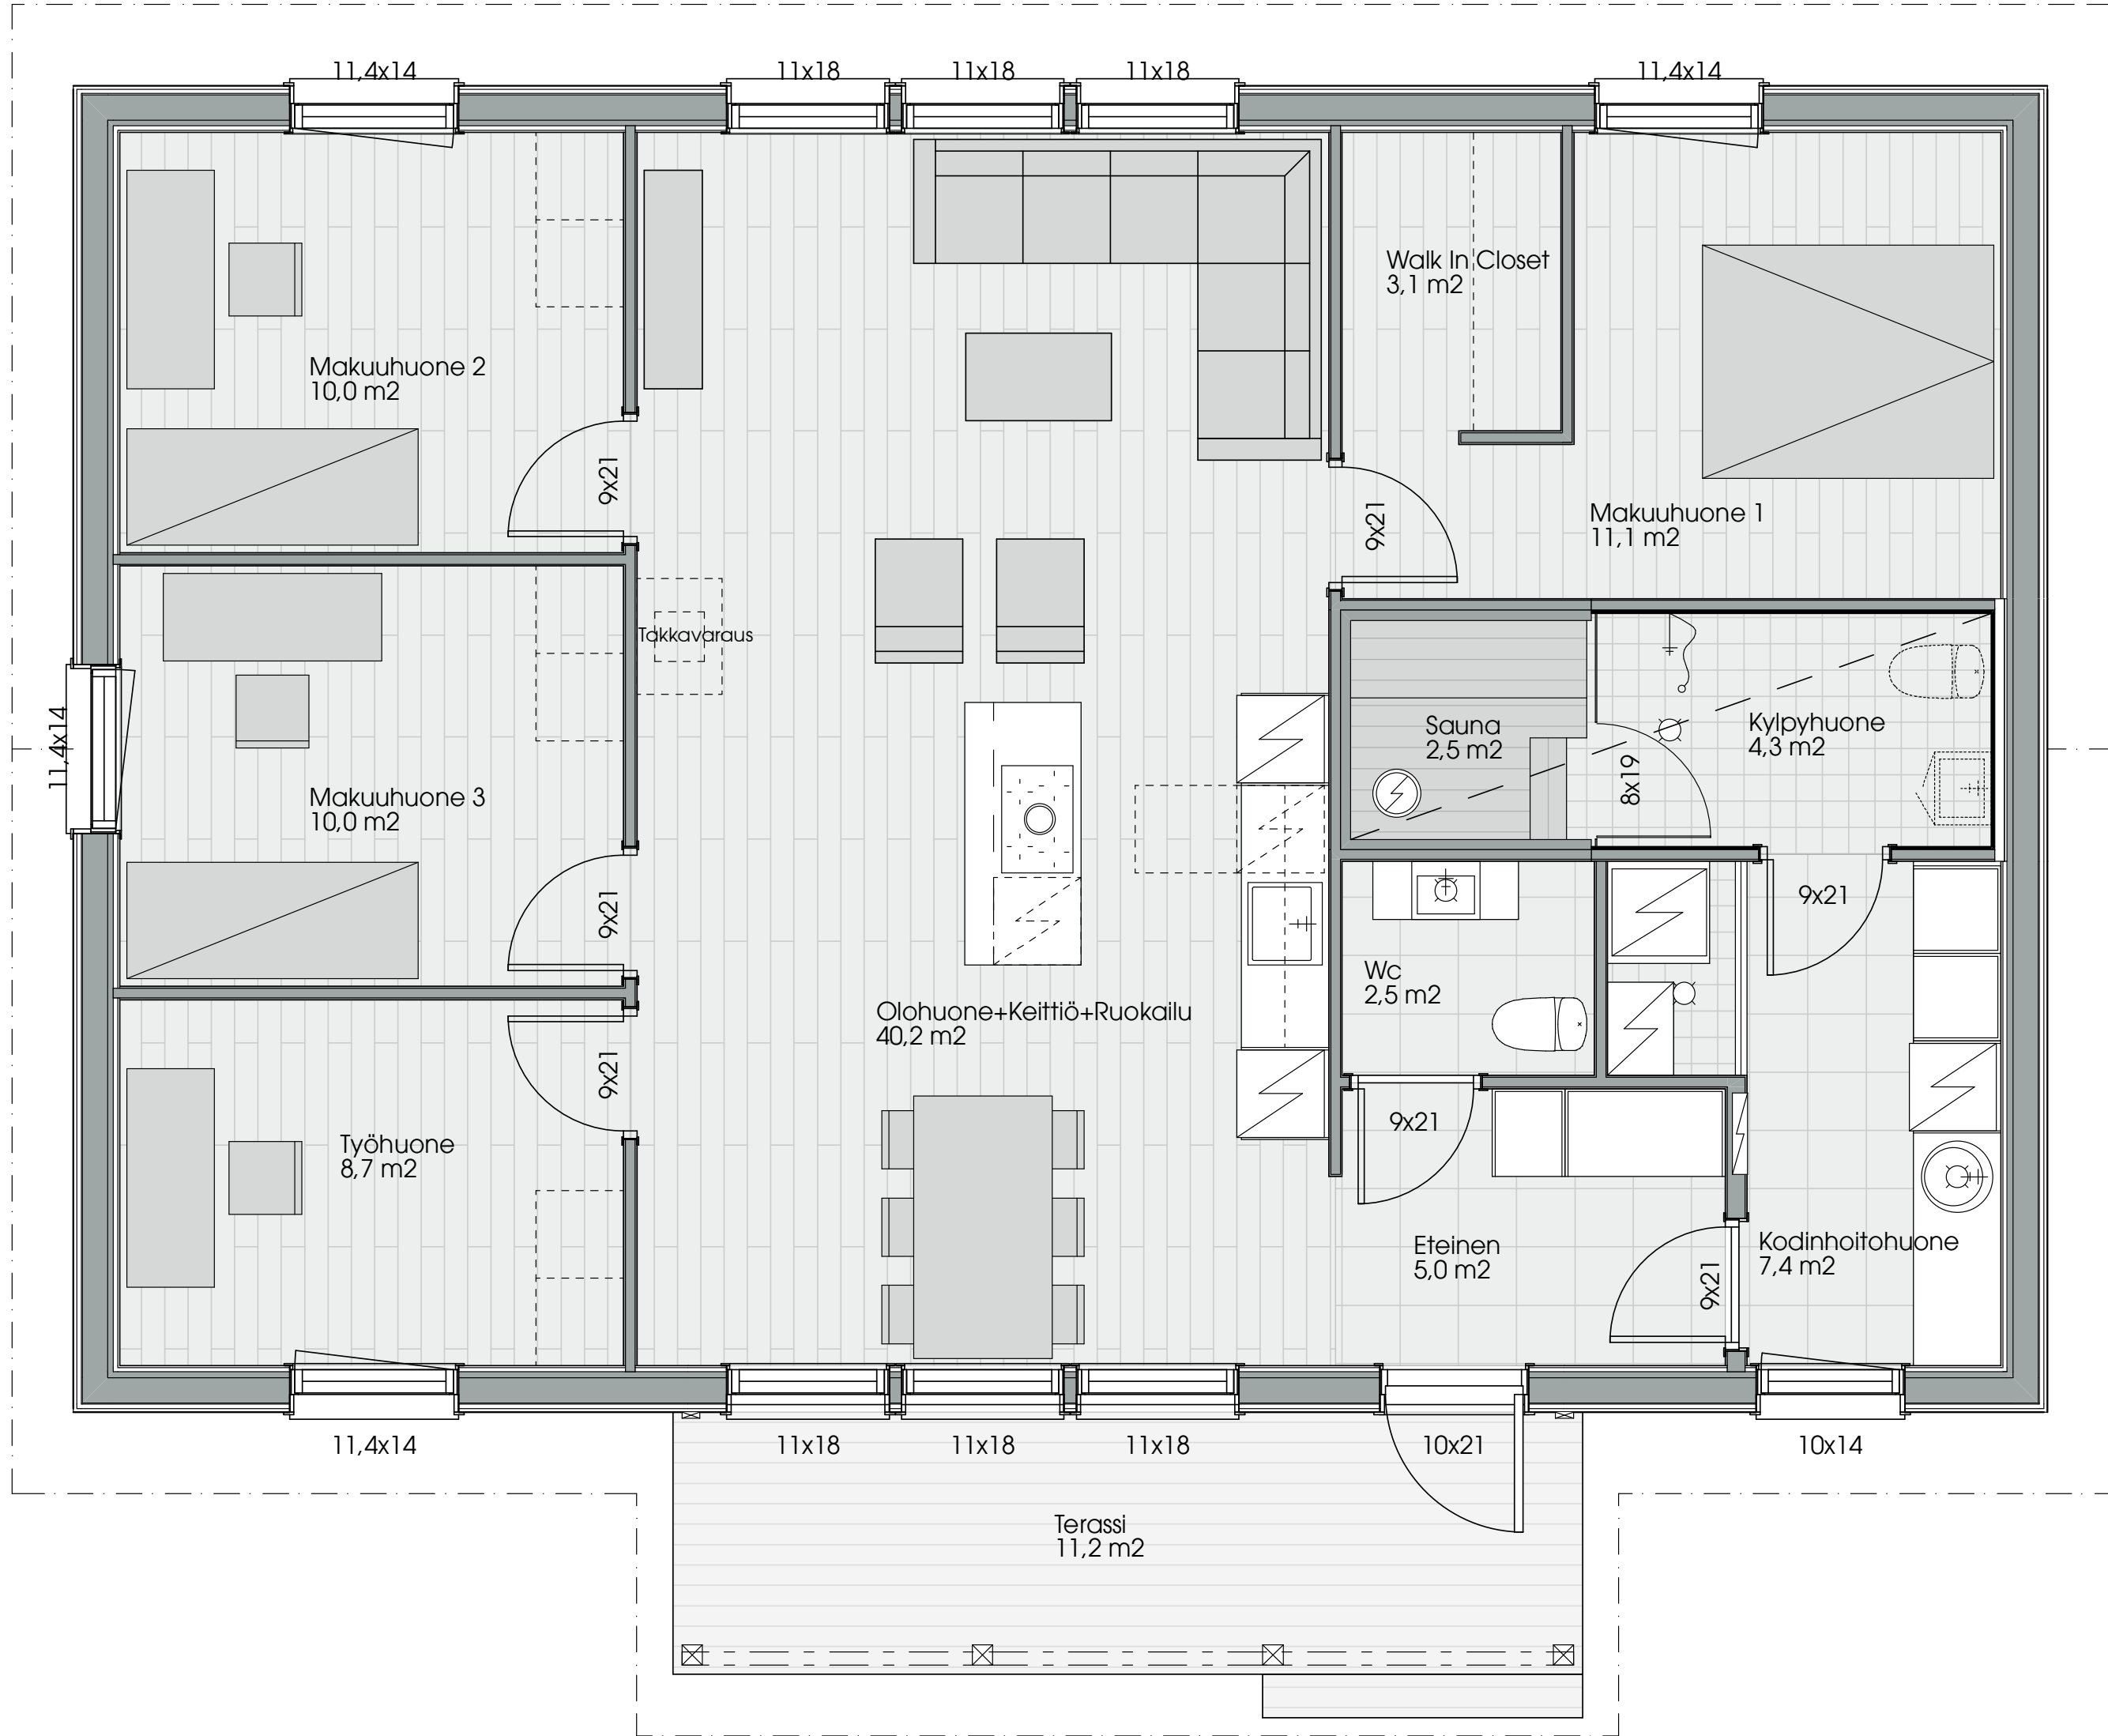 11,4x14
11x18
11x18
11x18
11,4x14
Walk In Closet
3,1 m2
Makuuhuone 2
10,0 m2
9x21
9x21
Makuuhuone 1
11,1 m2
Takkavaraus
11,4x14
Sauna
2,5 m2
8x19
Kylpyhuone
4,3 m2
Makuuhuone 3
10,0 m2
9x21
9x21
Wc
2,5 m2
Olohuone+Keittiö+Ruokailu
40,2 m2
9x21
9x21
Työhuone
8,7 m2
Eteinen
5,0 m2
9x21
Kodinhoitohuone
7,4 m2
11,4x14
11x18
11x18
11x18
10x21
10x14
Terassi
11,2 m2